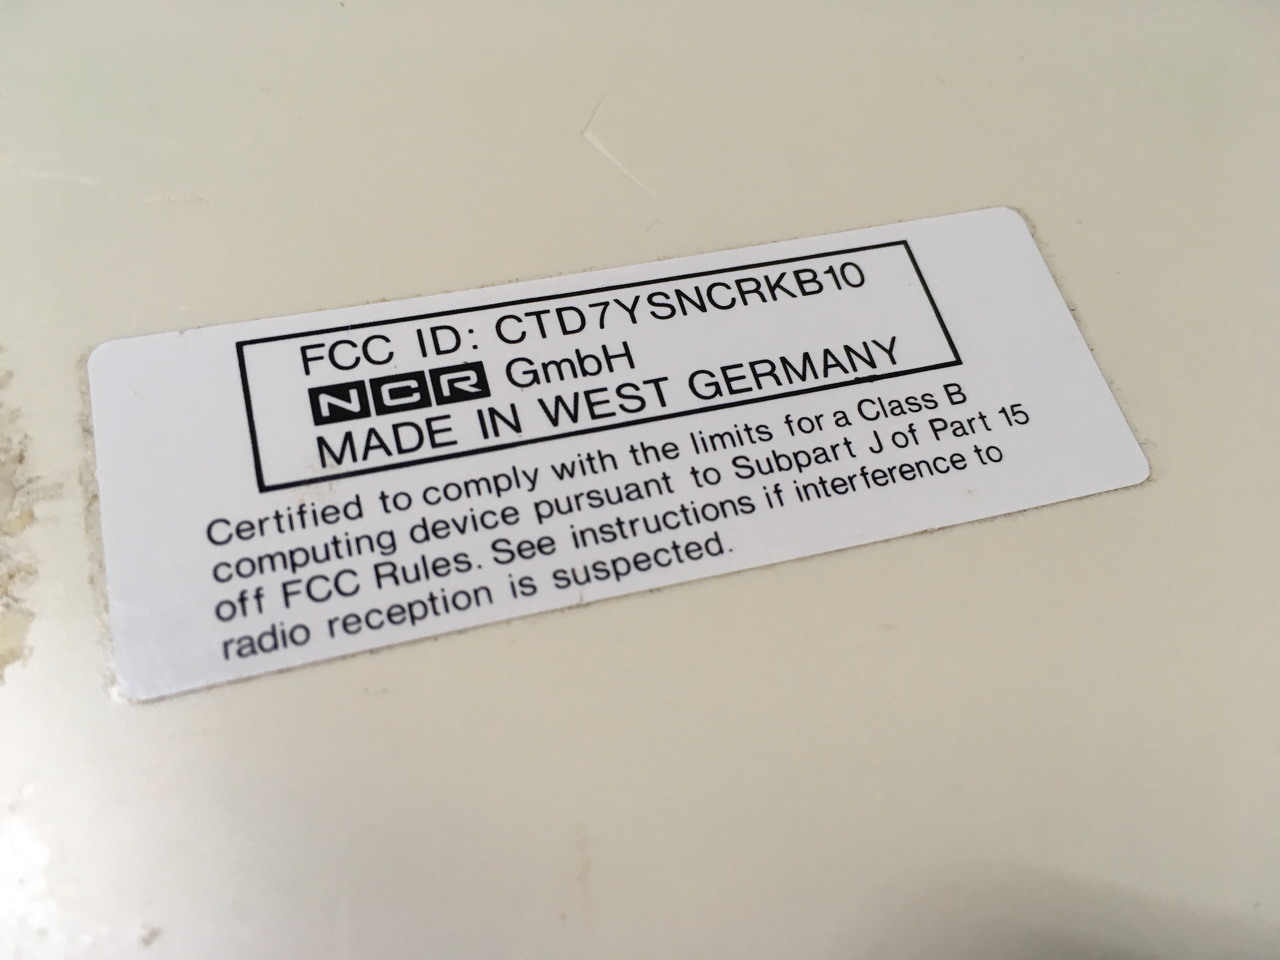 FCC ID: CTD7YSNCRKB10
NCR GmbH
MADE IN WEST GERMANY
Certified to comply with the limits for a Class B
computing device pursuant to Subpart J of Part 15
off FCC Rules. See instructions if interference to
radio reception is suspected.